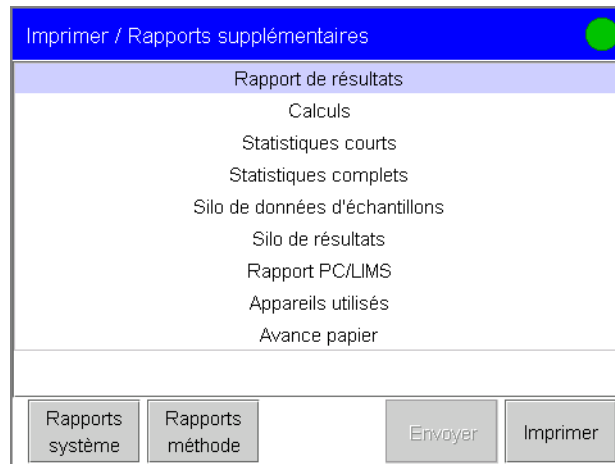 Imprimer / Rapports supplémentaires
Rapport de résultats
Calculs
Statistiques courts
Statistiques complets
Silo de données d'échantillons
Silo de résultats
Rapport PC/LIMS
Appareils utilisés
Avance papier
Rapports système
Rapports méthode
Envoyer
Imprimer